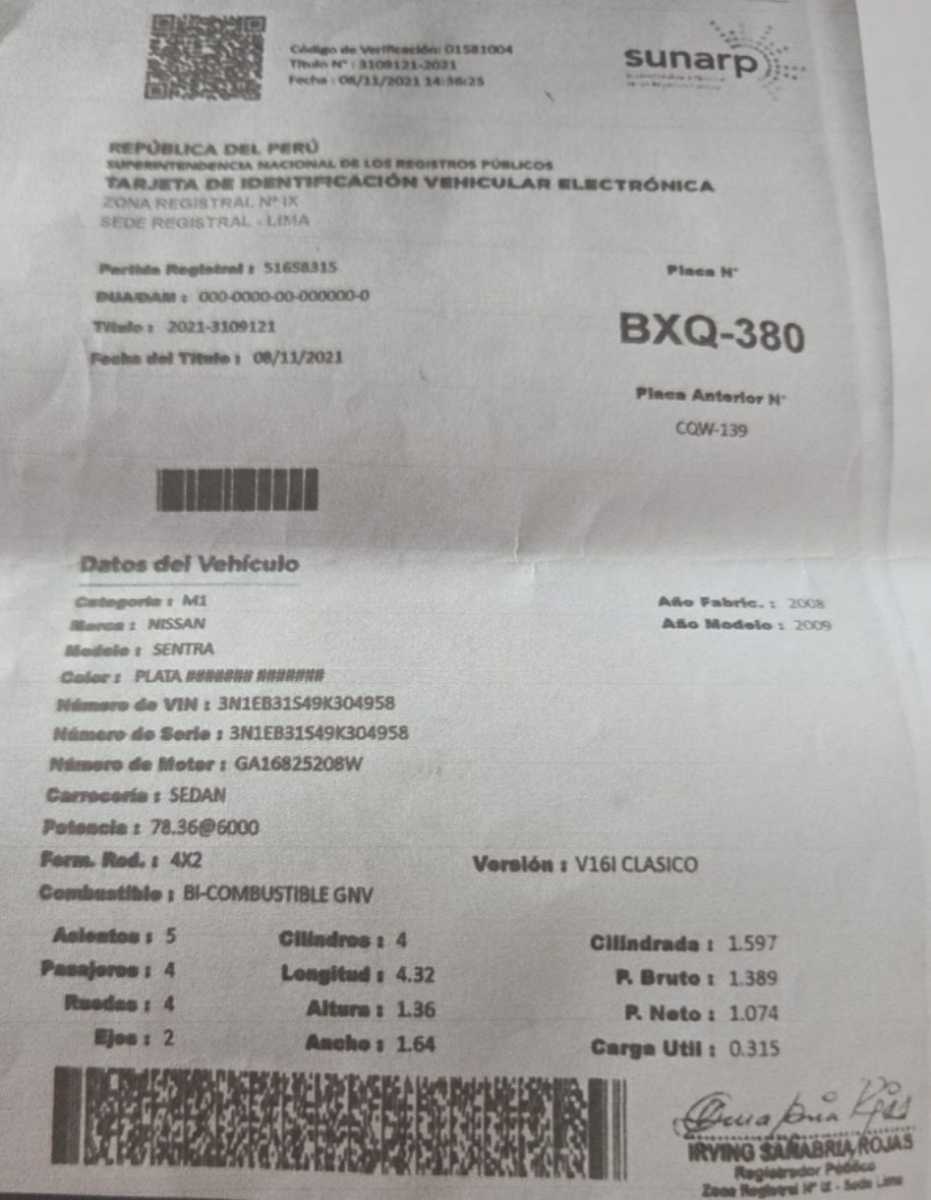 Código de Verificación: 01581004
Título N° : 3109121-2021
Fecha : 08/11/2021 14:36:25
sunarp
REPÚBLICA DEL PERÚ
SUPERINTENDENCIA NACIONAL DE LOS REGISTROS PÚBLICOS
TARJETA DE IDENTIFICACIÓN VEHICULAR ELECTRÓNICA
ZONA REGISTRAL N° IX
SEDE REGISTRAL - LIMA
Partida Registral : 51658315
DUA/DAM : 000-0000-00-000000-0
Título : 2021-3109121
Fecha del Título : 08/11/2021
Placa N°
BXQ-380
Placa Anterior N°
CQW-139
Datos del Vehículo
Categoría : M1
Año Fabric. : 2008
Marca : NISSAN
Año Modelo : 2009
Modelo : SENTRA
Color : PLATA ####### #######
Número de VIN : 3N1EB31S49K304958
Número de Serie : 3N1EB31S49K304958
Número de Motor : GA16825208W
Carrocería : SEDAN
Potencia : 78.36@6000
Form. Rod. : 4X2
Versión : V16I CLASICO
Combustible : BI-COMBUSTIBLE GNV
Asientos : 5 Cilindros : 4 Cilindrada : 1.597
Pasajeros : 4 Longitud : 4.32 P. Bruto : 1.389
Ruedas : 4 Altura : 1.36 P. Neto : 1.074
Ejes : 2 Ancho : 1.64 Carga Util : 0.315
IRVING SAÑABRIA ROJAS
Registrador Público
Zona Registral N° IX - Sede Lima